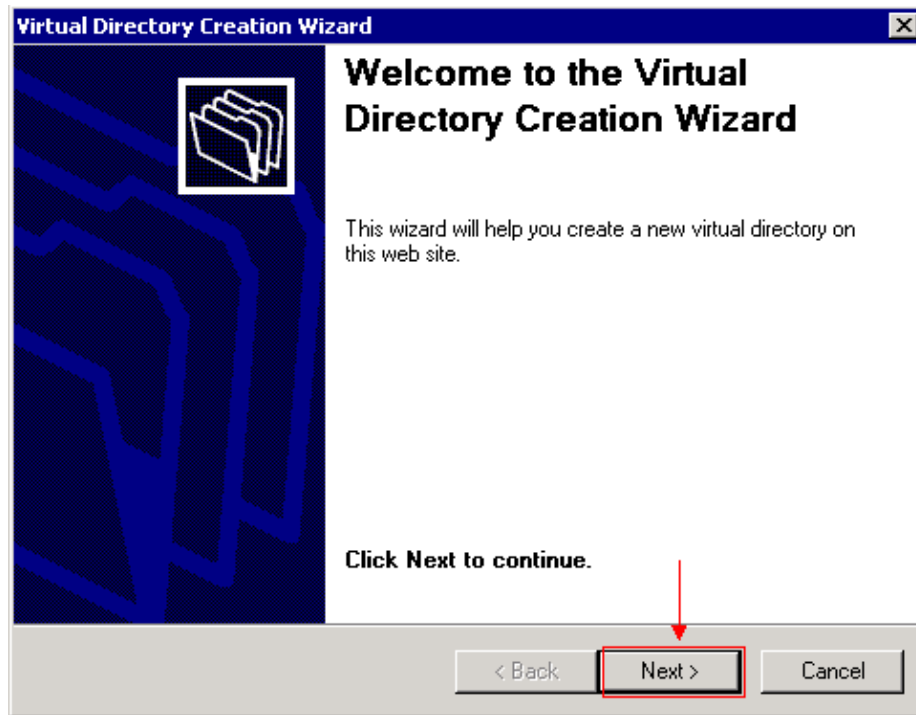 Virtual Directory Creation Wizard
Welcome to the Virtual
Directory Creation Wizard
This wizard will help you create a new virtual directory on
this web site.
Click Next to continue.
< Back
Next >
Cancel